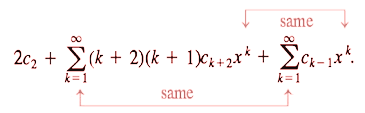 same
2c₂ + ∑_{k=1}^{∞} (k + 2)(k + 1)c_{k+2}x^k + ∑_{k=1}^{∞} c_{k−1}x^k.
same